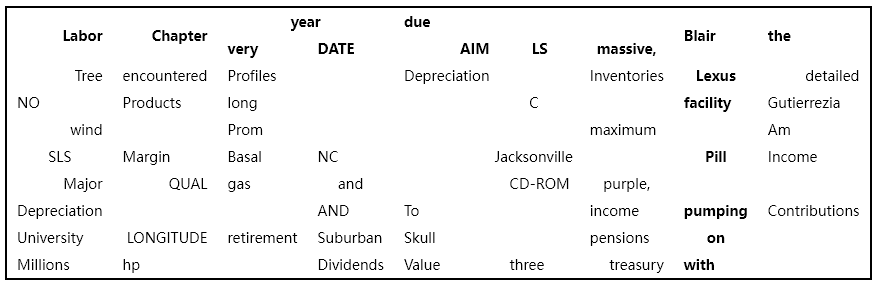 year due
Labor Chapter Blair the
very DATE AIM LS massive,
Tree encountered Profiles Depreciation Inventories Lexus detailed
NO Products long C facility Gutierrezia
wind Prom maximum Am
SLS Margin Basal NC Jacksonville Pill Income
Major QUAL gas and CD-ROM purple,
Depreciation AND To income pumping Contributions
University LONGITUDE retirement Suburban Skull pensions on
Millions hp Dividends Value three treasury with